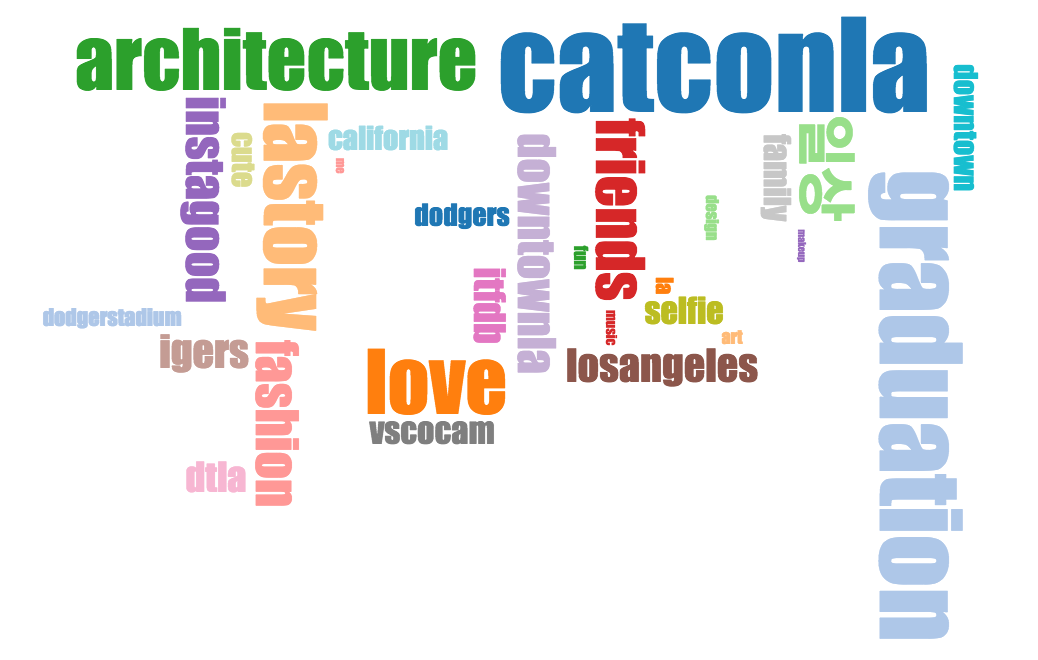 architecture
catconla
downtown
instagood
cute
lastory
california
me
downtownla
friends
family
일상
graduation
dodgers
design
makeup
fun
itfdb
la
selfie
dodgerstadium
music
art
igers
fashion
love
losangeles
vscocam
dtla